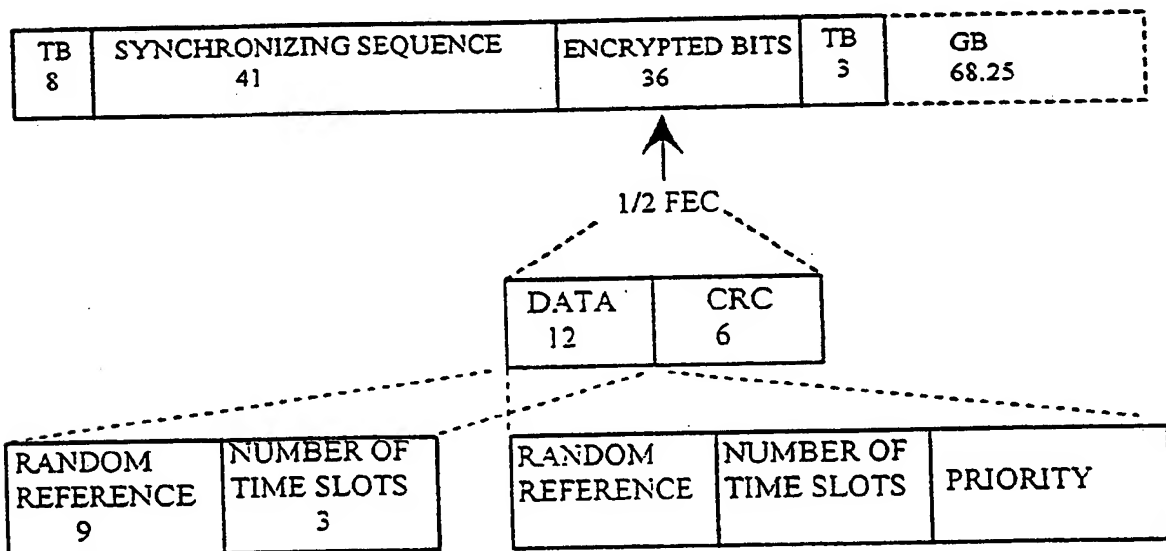 TB SYNCHRONIZING SEQUENCE ENCRYPTED BITS TB GB
8 41 36 3 68.25
1/2 FEC
DATA CRC
12 6
RANDOM REFERENCE
9
NUMBER OF TIME SLOTS
3
RANDOM REFERENCE
NUMBER OF TIME SLOTS
PRIORITY